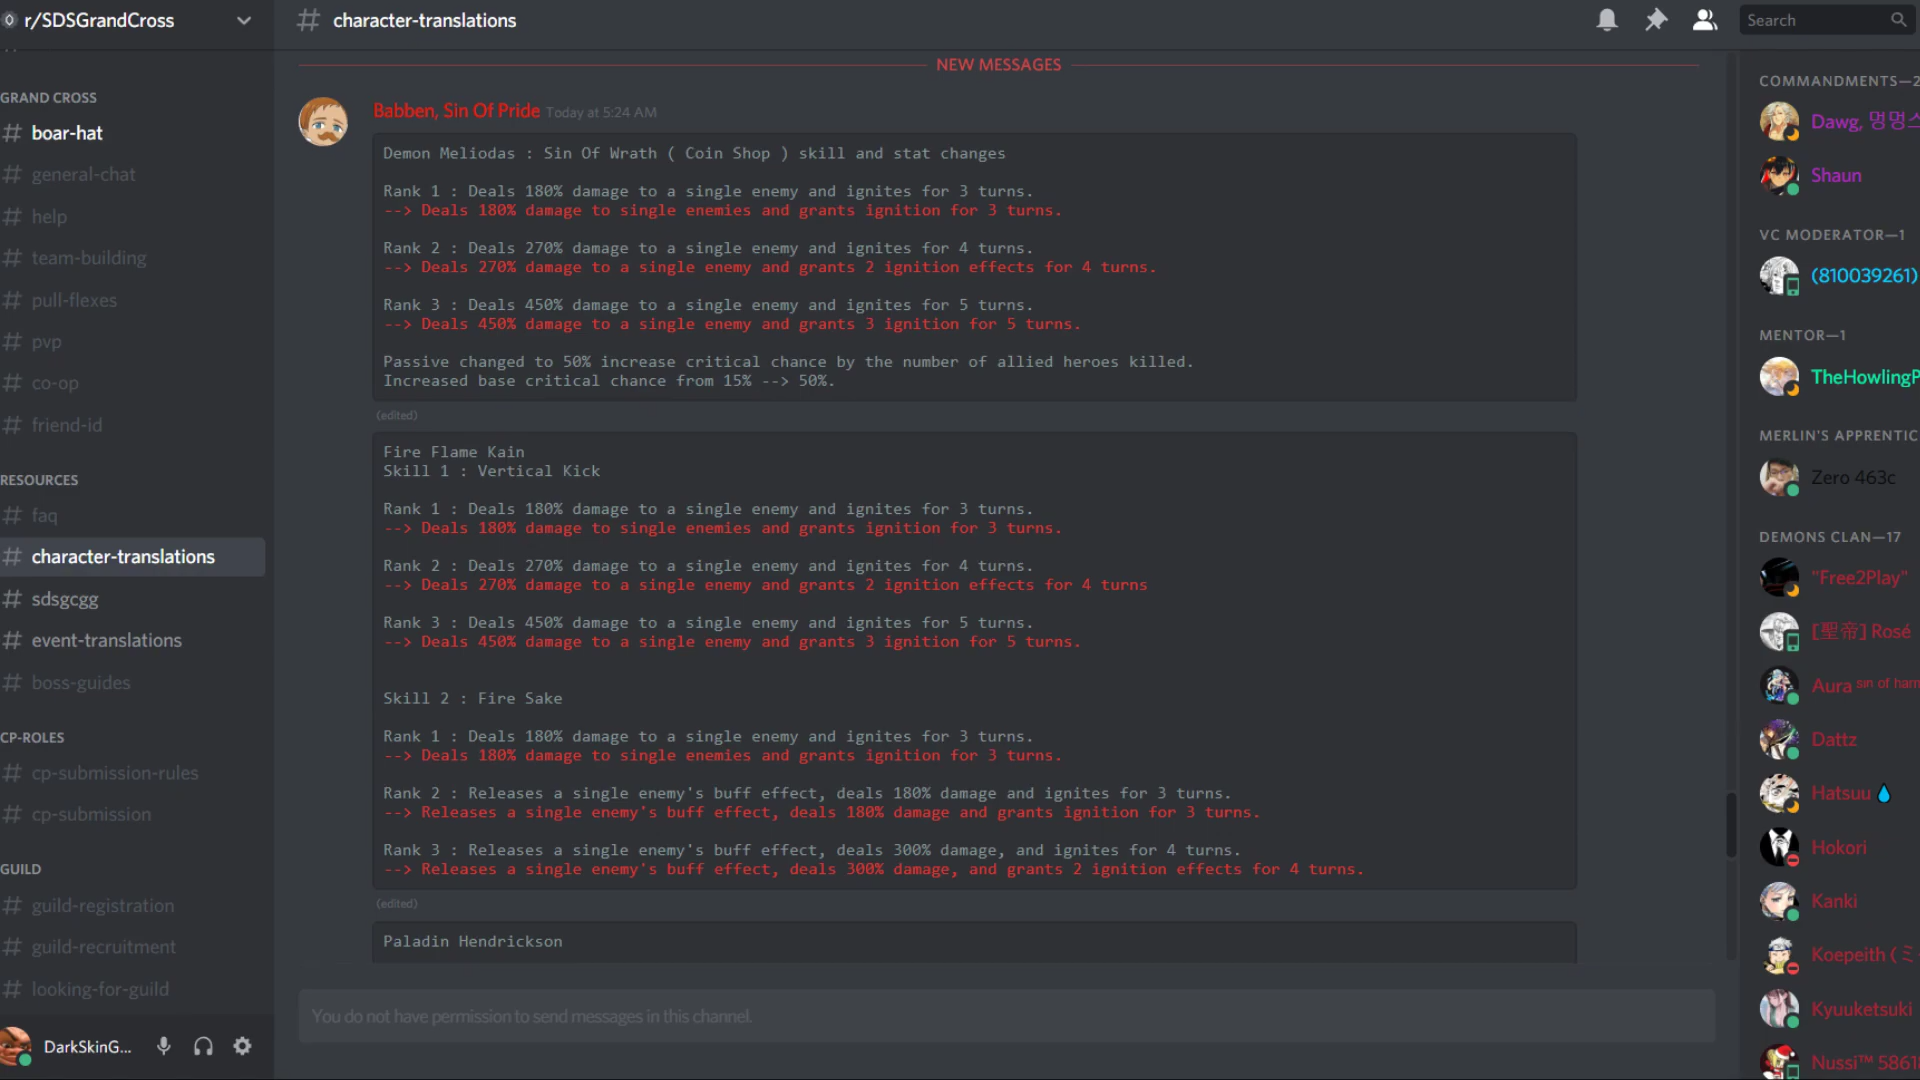 r/SDSGrandCross
GRAND CROSS
# boar-hat
# general-chat
# help
# team-building
# pull-flexes
# pvp
# co-op
# friend-id
RESOURCES
# faq
# character-translations
# sdsgcgg
# event-translations
# boss-guides
CP-ROLES
# cp-submission-rules
# cp-submission
GUILD
# guild-registration
# guild-recruitment
# looking-for-guild
DarkSkinG...
# character-translations
Search
NEW MESSAGES
Babben, Sin Of Pride Today at 5:24 AM
Demon Meliodas : Sin Of Wrath ( Coin Shop ) skill and stat changes
Rank 1 : Deals 180% damage to a single enemy and ignites for 3 turns.
--> Deals 180% damage to single enemies and grants ignition for 3 turns.
Rank 2 : Deals 270% damage to a single enemy and ignites for 4 turns.
--> Deals 270% damage to a single enemy and grants 2 ignition effects for 4 turns.
Rank 3 : Deals 450% damage to a single enemy and ignites for 5 turns.
--> Deals 450% damage to a single enemy and grants 3 ignition for 5 turns.
Passive changed to 50% increase critical chance by the number of allied heroes killed.
Increased base critical chance from 15% --> 50%.
(edited)
Fire Flame Kain
Skill 1 : Vertical Kick
Rank 1 : Deals 180% damage to a single enemy and ignites for 3 turns.
--> Deals 180% damage to single enemies and grants ignition for 3 turns.
Rank 2 : Deals 270% damage to a single enemy and ignites for 4 turns.
--> Deals 270% damage to a single enemy and grants 2 ignition effects for 4 turns
Rank 3 : Deals 450% damage to a single enemy and ignites for 5 turns.
--> Deals 450% damage to a single enemy and grants 3 ignition for 5 turns.
Skill 2 : Fire Sake
Rank 1 : Deals 180% damage to a single enemy and ignites for 3 turns.
--> Deals 180% damage to single enemies and grants ignition for 3 turns.
Rank 2 : Releases a single enemy's buff effect, deals 180% damage and ignites for 3 turns.
--> Releases a single enemy's buff effect, deals 180% damage and grants ignition for 3 turns.
Rank 3 : Releases a single enemy's buff effect, deals 300% damage, and ignites for 4 turns.
--> Releases a single enemy's buff effect, deals 300% damage, and grants 2 ignition effects for 4 turns.
(edited)
Paladin Hendrickson
You do not have permission to send messages in this channel.
COMMANDMENTS—2
Dawg, 멍멍
Shaun
VC MODERATOR—1
(810039261)
MENTOR—1
TheHowlingP
MERLIN'S APPRENTIC
Zero 463c
DEMONS CLAN—17
"Free2Play"
[聖帝] Rosé
Aura sin of harm
Dattz
Hatsuu 💧
Hokori
Kanki
Koepeith ( ミ
Kyuuketsuki
Nussi™ 5861